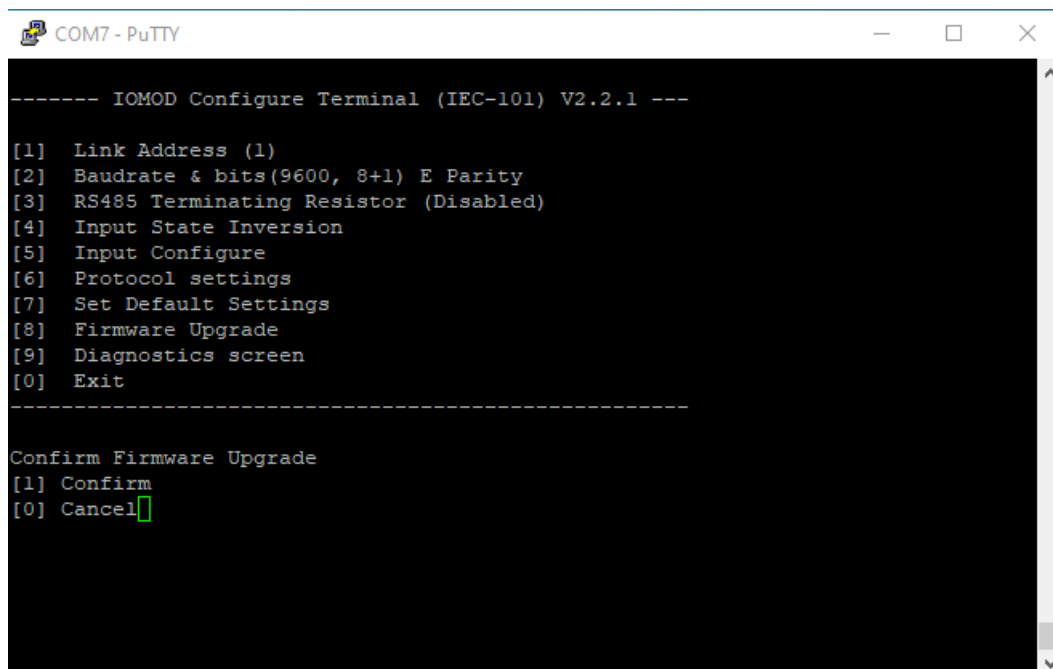 COM7 - PuTTY
------- IOMOD Configure Terminal (IEC-101) V2.2.1 ---
[1]  Link Address (1)
[2]  Baudrate & bits(9600, 8+1) E Parity
[3]  RS485 Terminating Resistor (Disabled)
[4]  Input State Inversion
[5]  Input Configure
[6]  Protocol settings
[7]  Set Default Settings
[8]  Firmware Upgrade
[9]  Diagnostics screen
[0]  Exit
-----------------------------------------------------
Confirm Firmware Upgrade
[1] Confirm
[0] Cancel